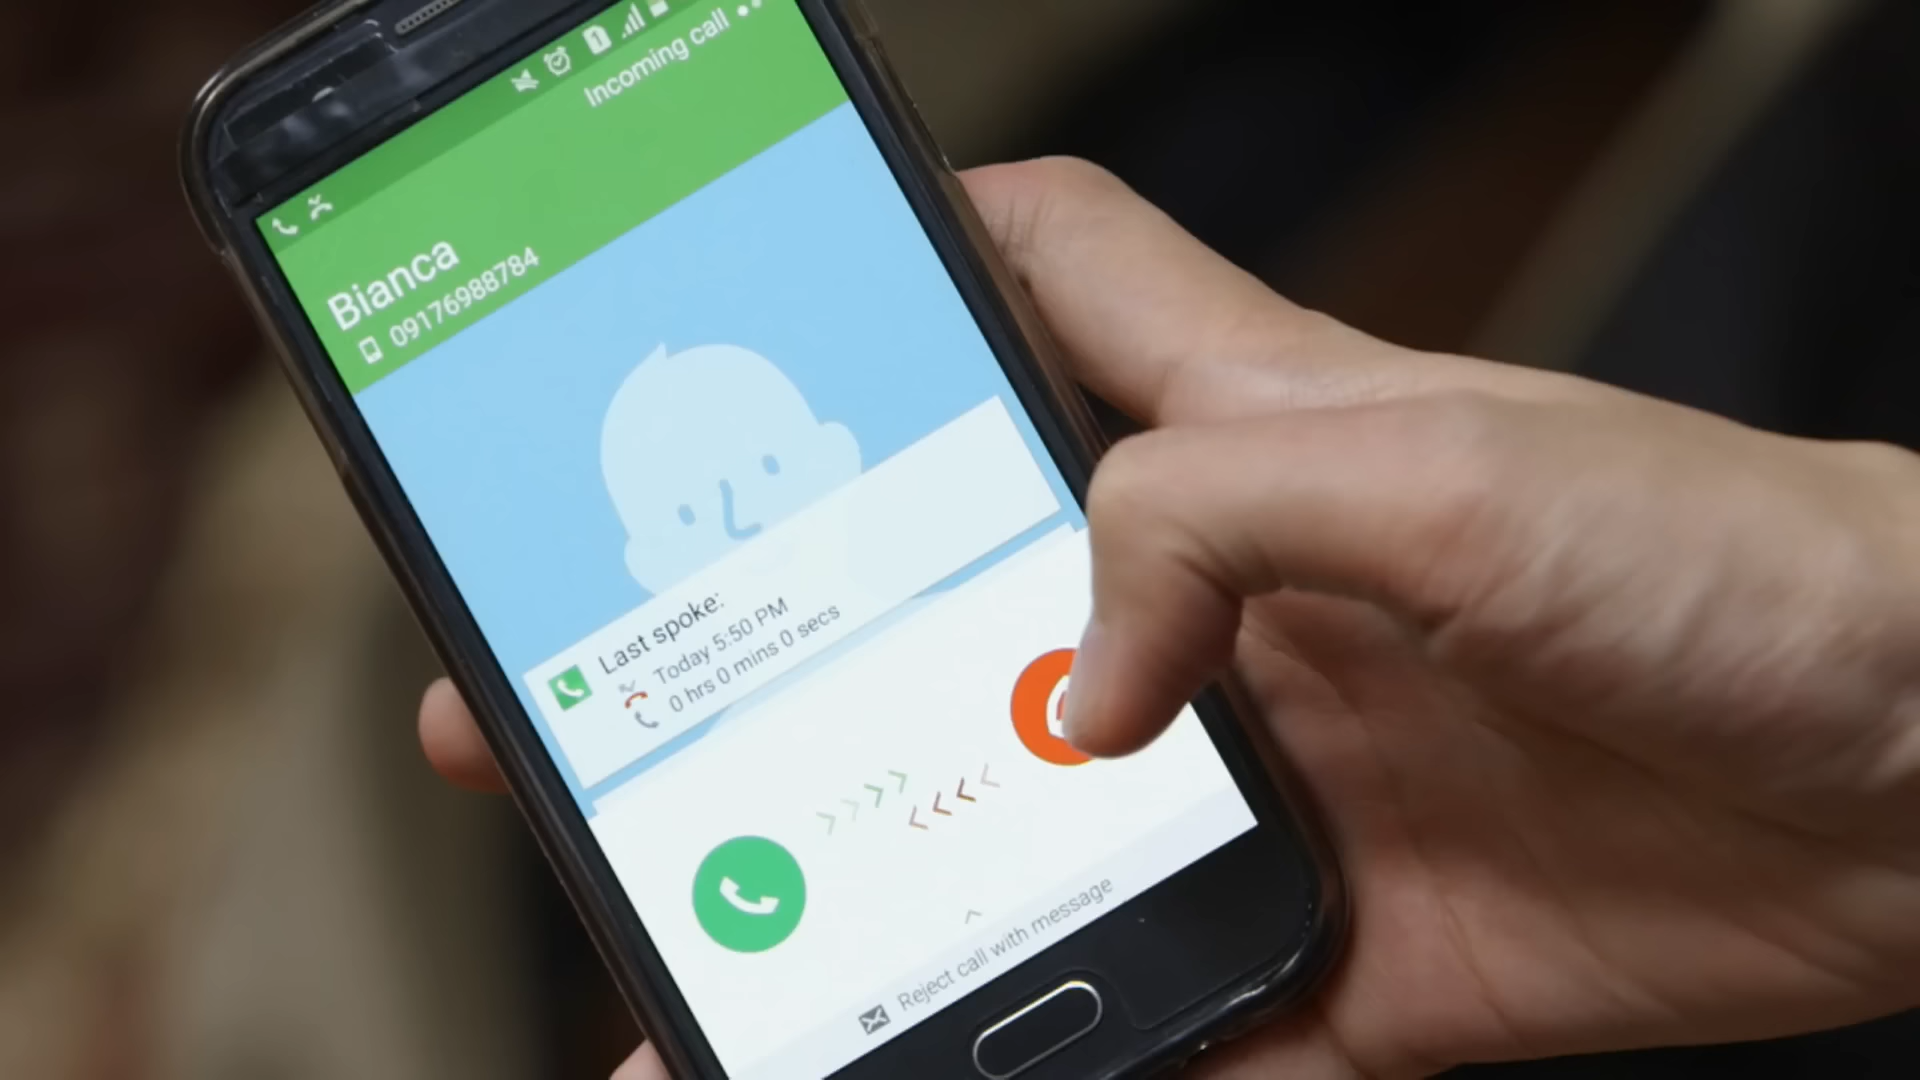 1
Incoming call
Bianca
09176988784
Last spoke:
Today 5:50 PM
0 hrs 0 mins 0 secs
Reject call with message